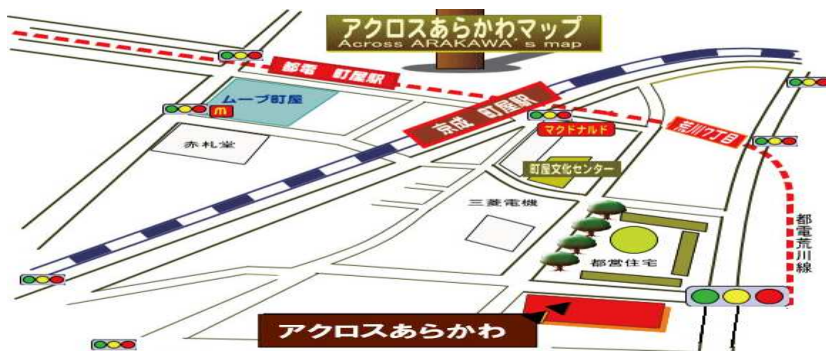 アクロスあらかわマップ
Across ARAKAWA's map
都電 町屋駅
ムーブ町屋
m
京成 町屋駅
マクドナルド
荒川7丁目
赤札堂
町屋文化センター
三菱電機
都電荒川線
都営住宅
アクロスあらかわ